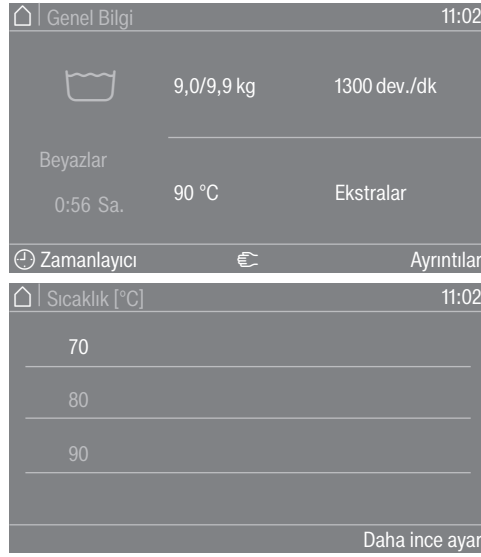 Genel Bilgi 11:02
9,0/9,9 kg 1300 dev./dk
Beyazlar
0:56 Sa.
90 °C Ekstralar
Zamanlayıcı Ayrıntılar
Sıcaklık [°C] 11:02
70
80
90
Daha ince ayar